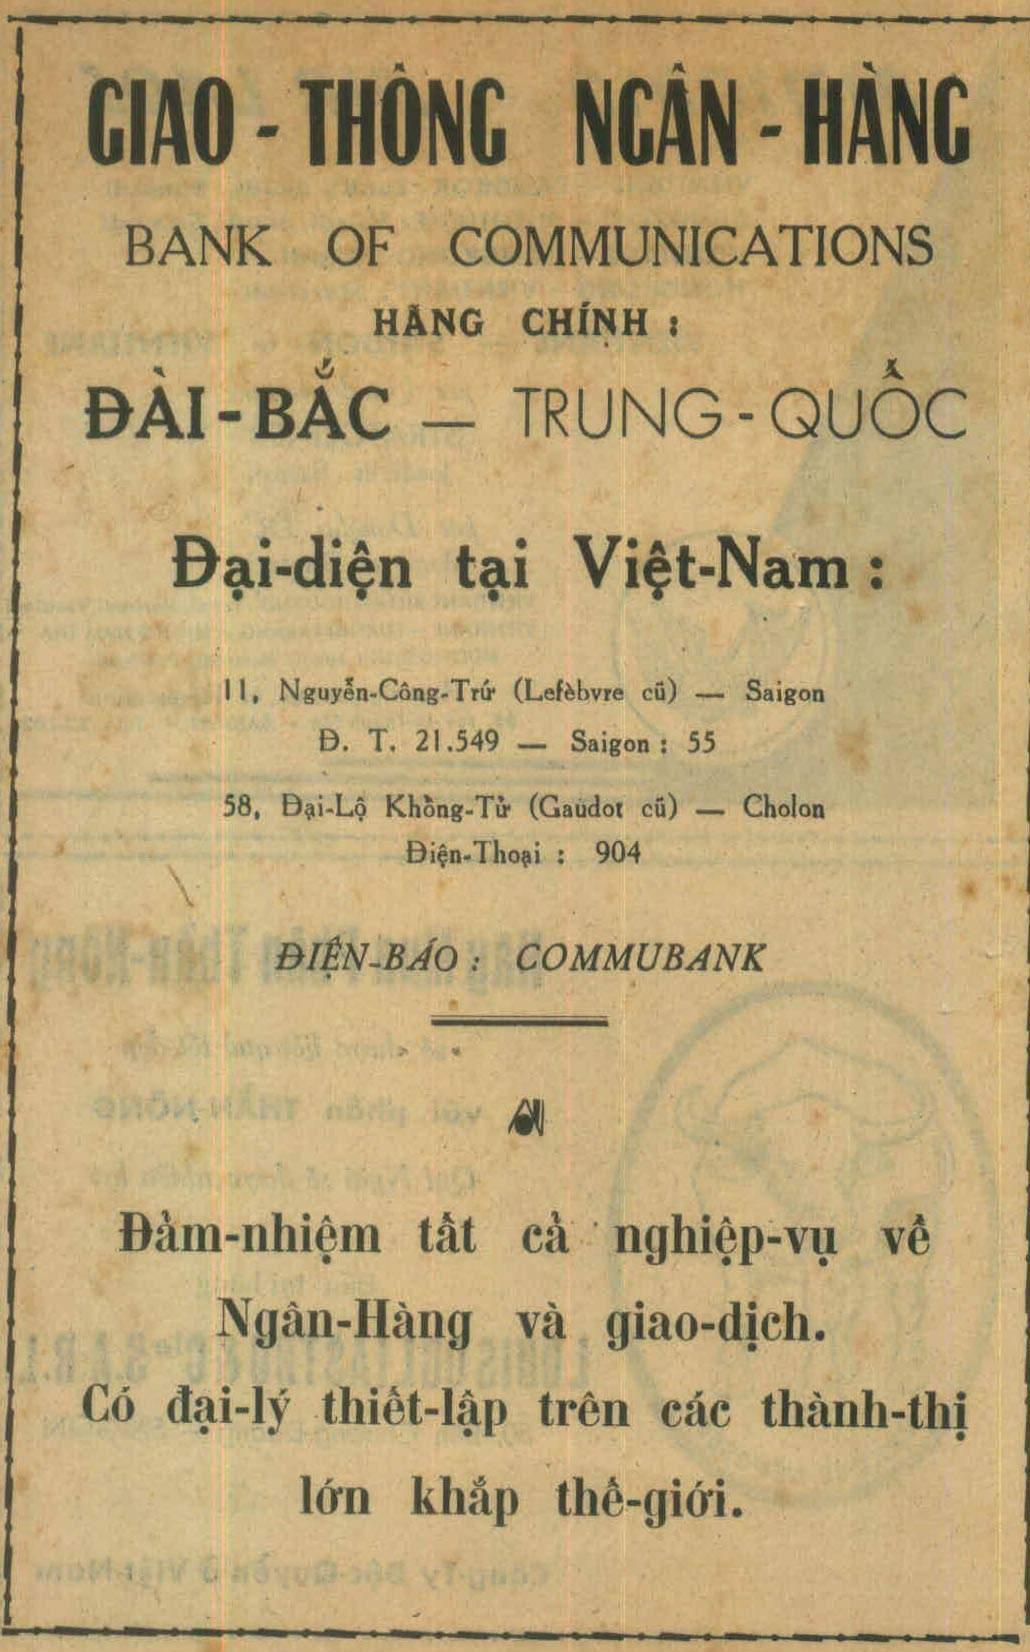 GIAO - THÔNG NGÂN - HÀNG
BANK OF COMMUNICATIONS
HÃNG CHÍNH :
ĐÀI - BẮC — TRUNG - QUỐC
Đại-diện tại Việt-Nam :
11, Nguyễn-Công-Trứ (Lefèbvre cũ) — Saigon
Đ. T. 21.549 — Saigon : 55
58, Đại-Lộ Khổng-Tử (Gaudot cũ) — Cholon
Điện-Thoại : 904
ĐIỆN-BÁO : COMMUBANK
Đảm-nhiệm tất cả nghiệp-vụ về
Ngân-Hàng và giao-dịch.
Có đại-lý thiết-lập trên các thành-thị
lớn khắp thế-giới.